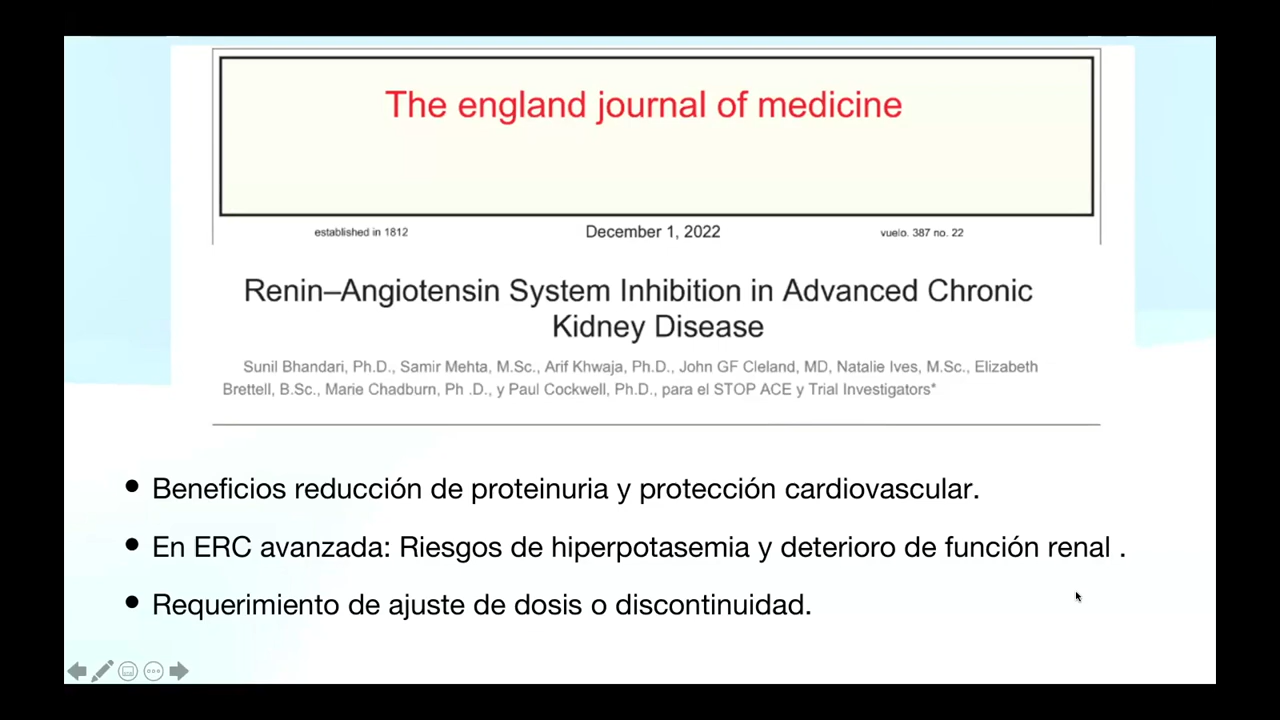 The england journal of medicine
established in 1812 December 1, 2022 vuelo. 387 no. 22
Renin–Angiotensin System Inhibition in Advanced Chronic
Kidney Disease
Sunil Bhandari, Ph.D., Samir Mehta, M.Sc., Arif Khwaja, Ph.D., John GF Cleland, MD, Natalie Ives, M.Sc., Elizabeth
Brettell, B.Sc., Marie Chadburn, Ph .D., y Paul Cockwell, Ph.D., para el STOP ACE y Trial Investigators*
• Beneficios reducción de proteinuria y protección cardiovascular.
• En ERC avanzada: Riesgos de hiperpotasemia y deterioro de función renal .
• Requerimiento de ajuste de dosis o discontinuidad.